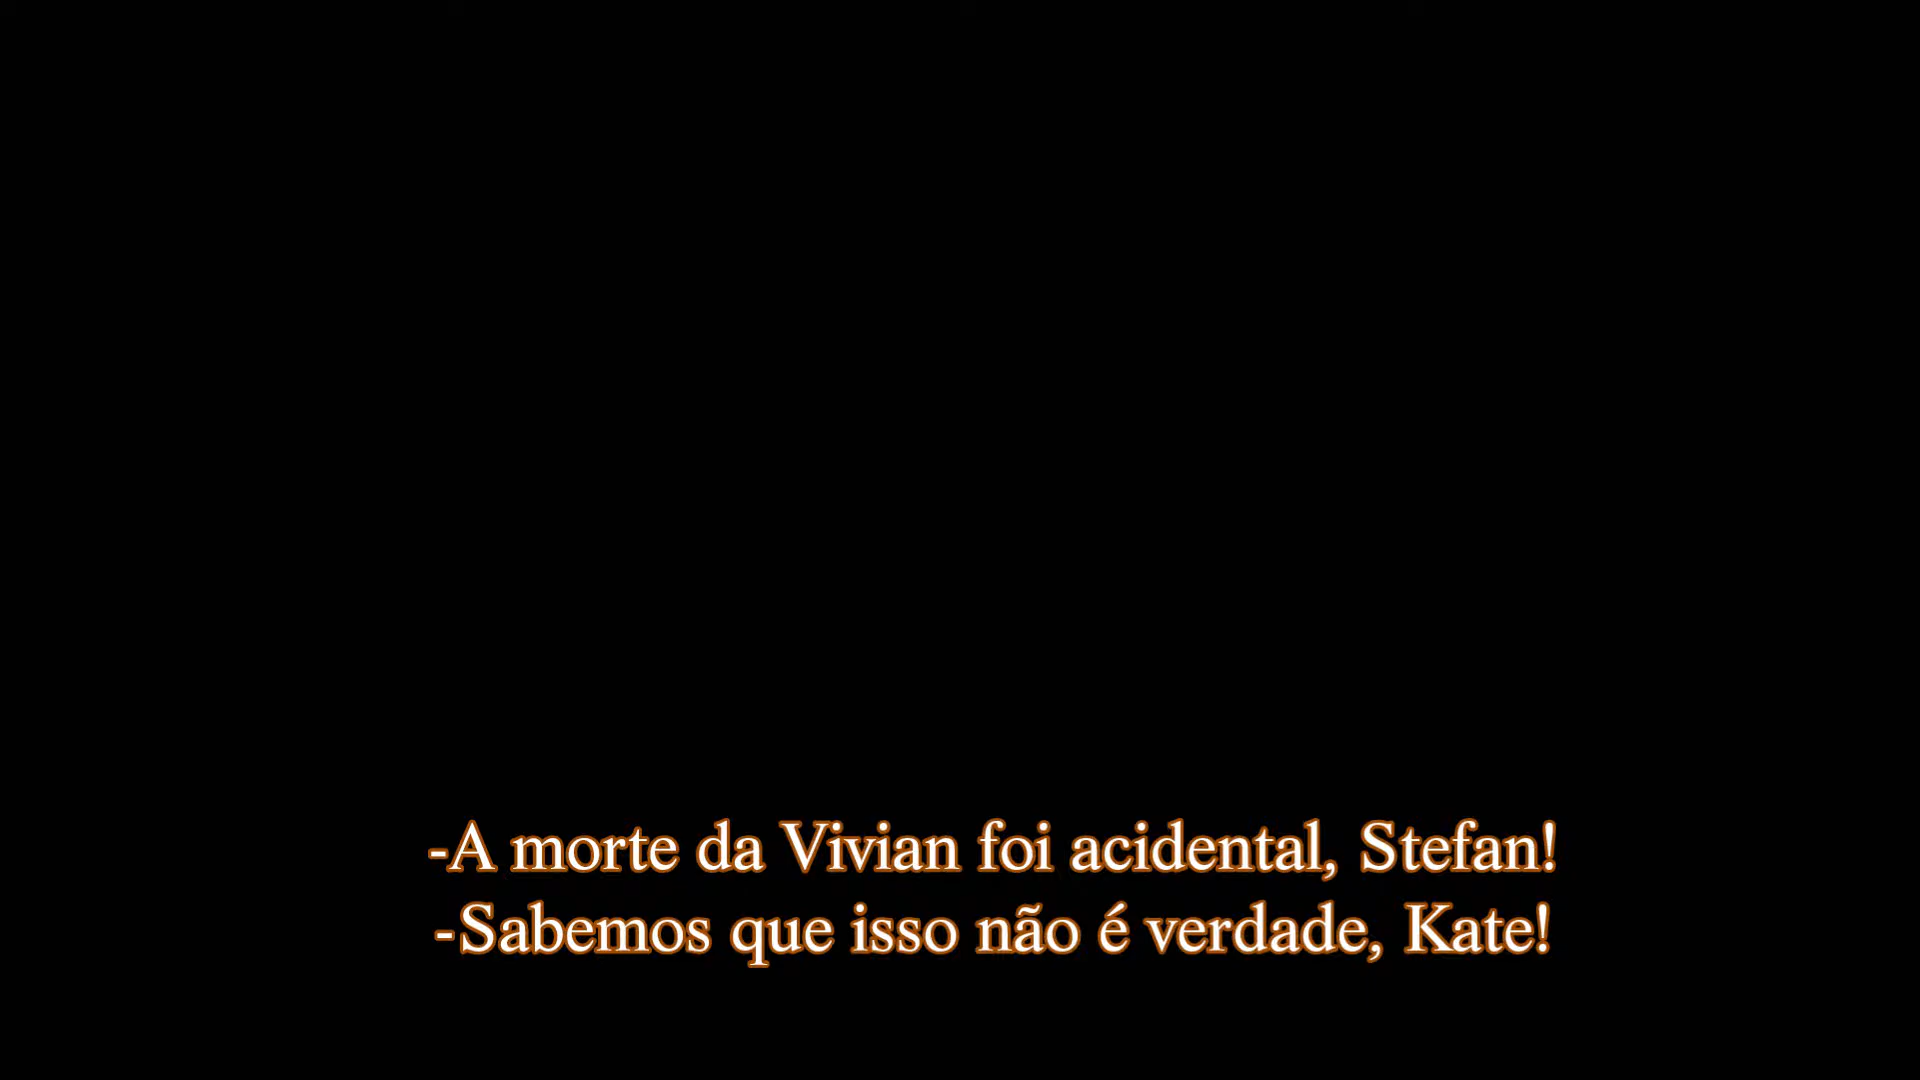 -A morte da Vivian foi acidental, Stefan!
-Sabemos que isso não é verdade, Kate!